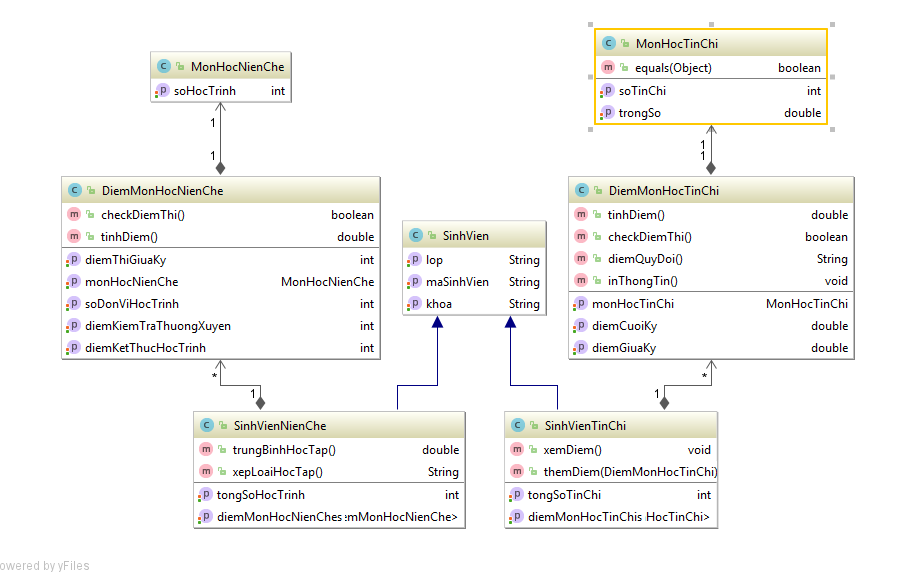 MonHocNienChe
soHocTrinh int
1
1
DiemMonHocNienChe
checkDiemThi() boolean
tinhDiem() double
diemThiGiuaKy int
monHocNienChe MonHocNienChe
soDonViHocTrinh int
diemKiemTraThuongXuyen int
diemKetThucHocTrinh int
*
1
SinhVienNienChe
trungBinhHocTap() double
xepLoaiHocTap() String
tongSoHocTrinh int
diemMonHocNienChes :emMonHocNienChe>
SinhVien
lop String
maSinhVien String
khoa String
MonHocTinChi
equals(Object) boolean
soTinChi int
trongSo double
1
1
DiemMonHocTinChi
tinhDiem() double
checkDiemThi() boolean
diemQuyDoi() String
inThongTin() void
monHocTinChi MonHocTinChi
diemCuoiKy double
diemGiuaKy double
*
1
SinhVienTinChi
xemDiem() void
themDiem(DiemMonHocTinChi)
tongSoTinChi int
diemMonHocTinChis HocTinChi>
owered by yFiles